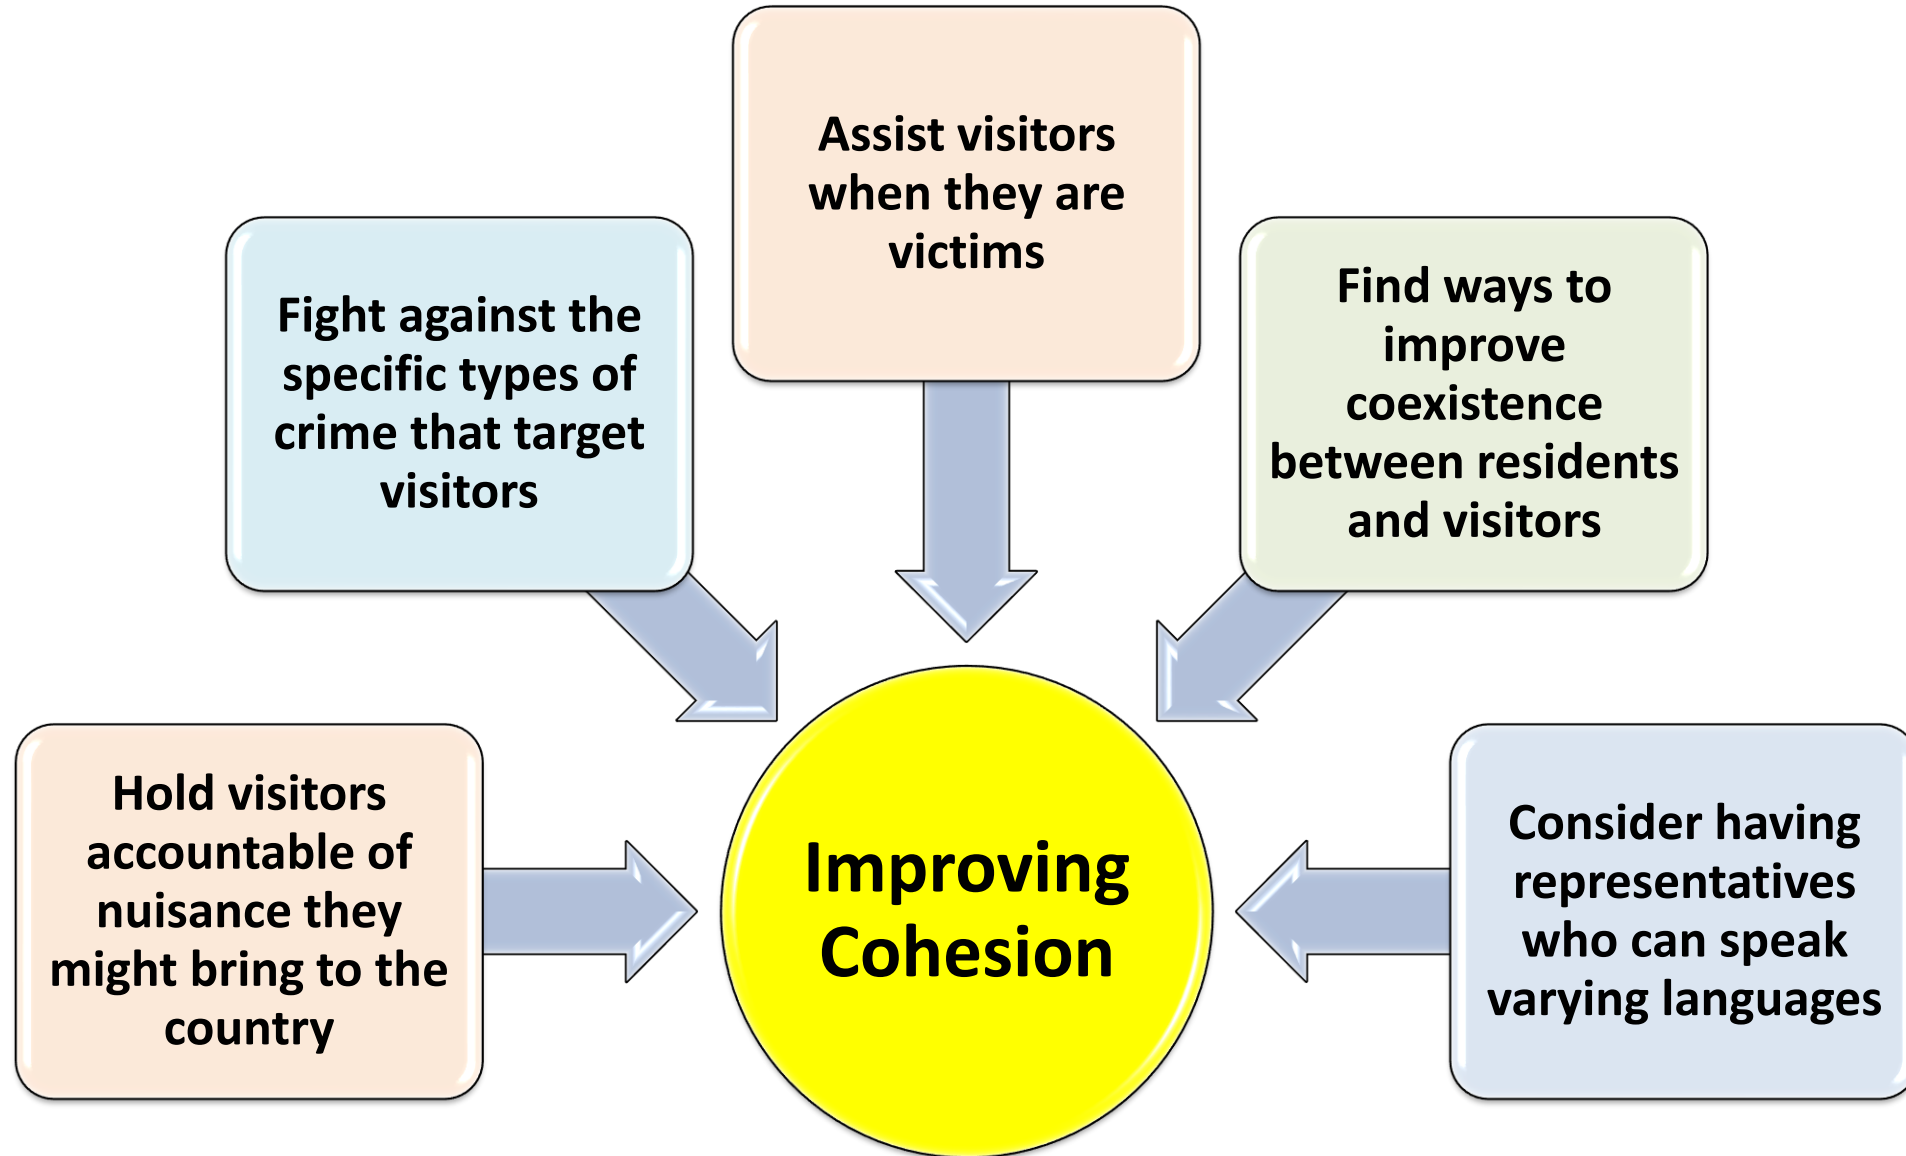 Assist visitors
when they are
victims
Fight against the
specific types of
crime that target
visitors
Find ways to
improve
coexistence
between residents
and visitors
Hold visitors
accountable of
nuisance they
might bring to the
country
Improving
Cohesion
Consider having
representatives
who can speak
varying languages